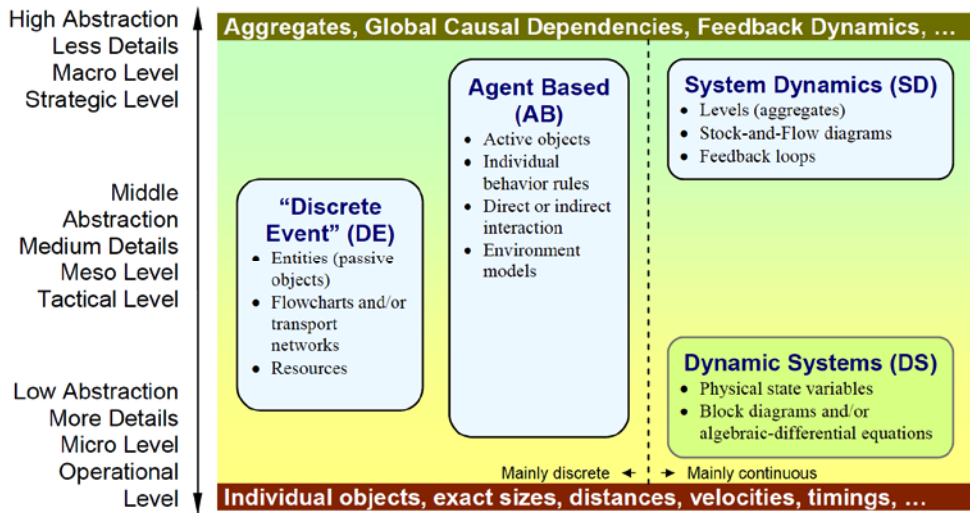 High Abstraction
Less Details
Macro Level
Strategic Level
Middle
Abstraction
Medium Details
Meso Level
Tactical Level
Low Abstraction
More Details
Micro Level
Operational
Level
Aggregates, Global Causal Dependencies, Feedback Dynamics, …
“Discrete
Event” (DE)
• Entities (passive
objects)
• Flowcharts and/or
transport
networks
• Resources
Agent Based
(AB)
• Active objects
• Individual
behavior rules
• Direct or indirect
interaction
• Environment
models
System Dynamics (SD)
• Levels (aggregates)
• Stock-and-Flow diagrams
• Feedback loops
Dynamic Systems (DS)
• Physical state variables
• Block diagrams and/or
algebraic-differential equations
Mainly discrete
Mainly continuous
Individual objects, exact sizes, distances, velocities, timings, …